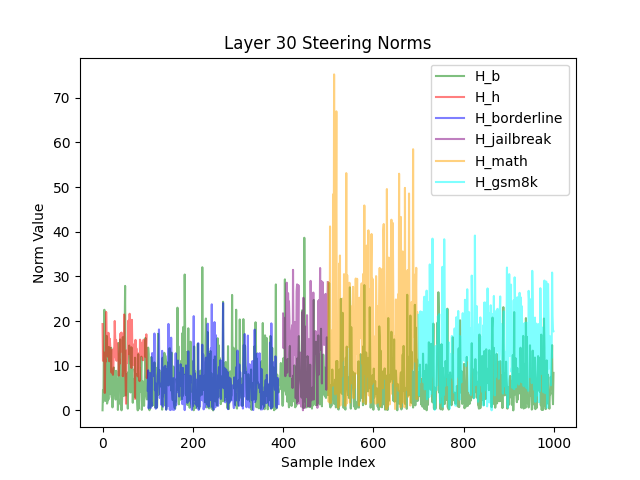 Layer 30 Steering Norms
H_b
H_h
H_borderline
H_jailbreak
H_math
H_gsm8k
Norm Value
70
60
50
40
30
20
10
0
0 200 400 600 800 1000
Sample Index